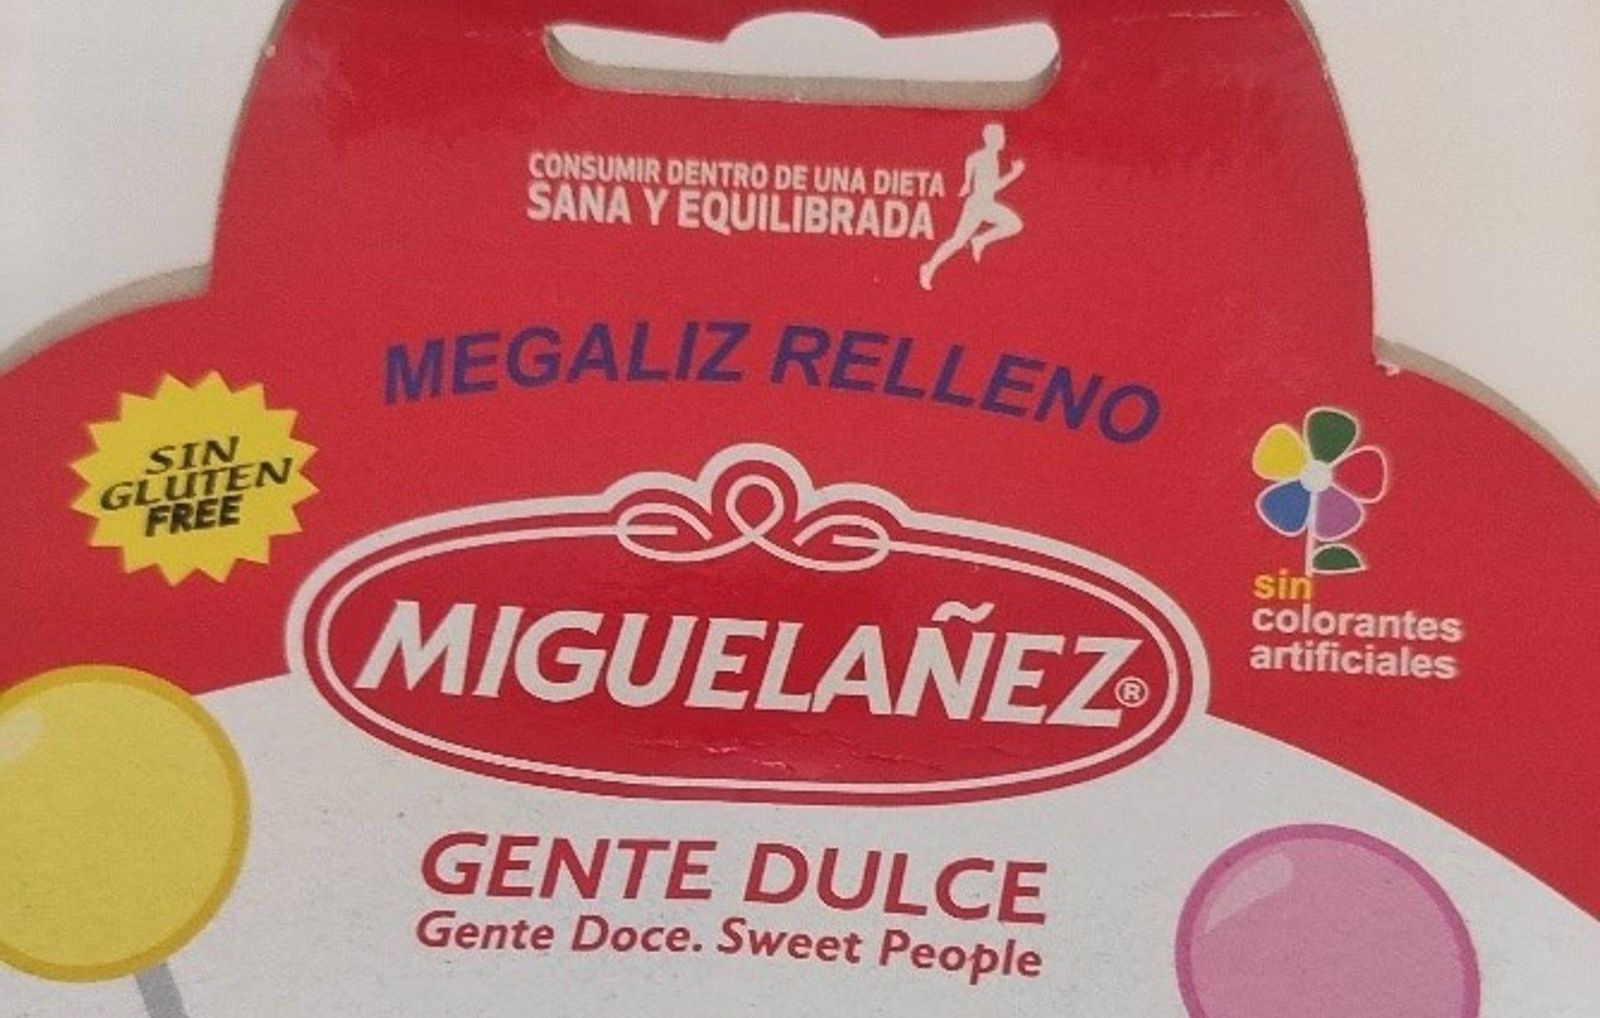 CONSUMIR DENTRO DE UNA DIETA
SANA Y EQUILIBRADA
MEGALIZ RELLENO
SIN
GLUTEN
FREE
MIGUELAÑEZ®
sin
colorantes
artificiales
GENTE DULCE
Gente Doce. Sweet People